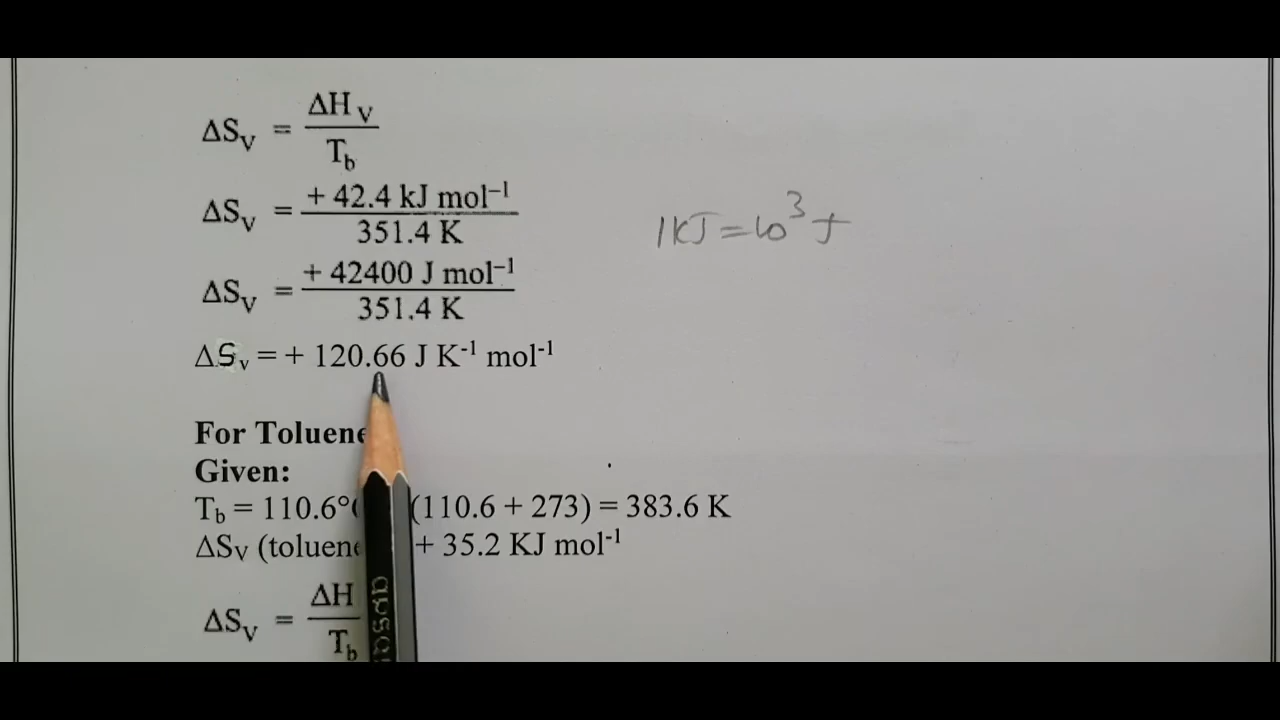 ΔSv = ΔHv / Tb
ΔSv = + 42.4 kJ mol⁻¹ / 351.4 K
1kJ = 10³ J
ΔSv = + 42400 J mol⁻¹ / 351.4 K
ΔSv = + 120.66 J K⁻¹ mol⁻¹
For Toluene
Given:
Tb = 110.6° (110.6 + 273) = 383.6 K
ΔSv (toluene + 35.2 KJ mol⁻¹
ΔSv = ΔH / Tb
apsara